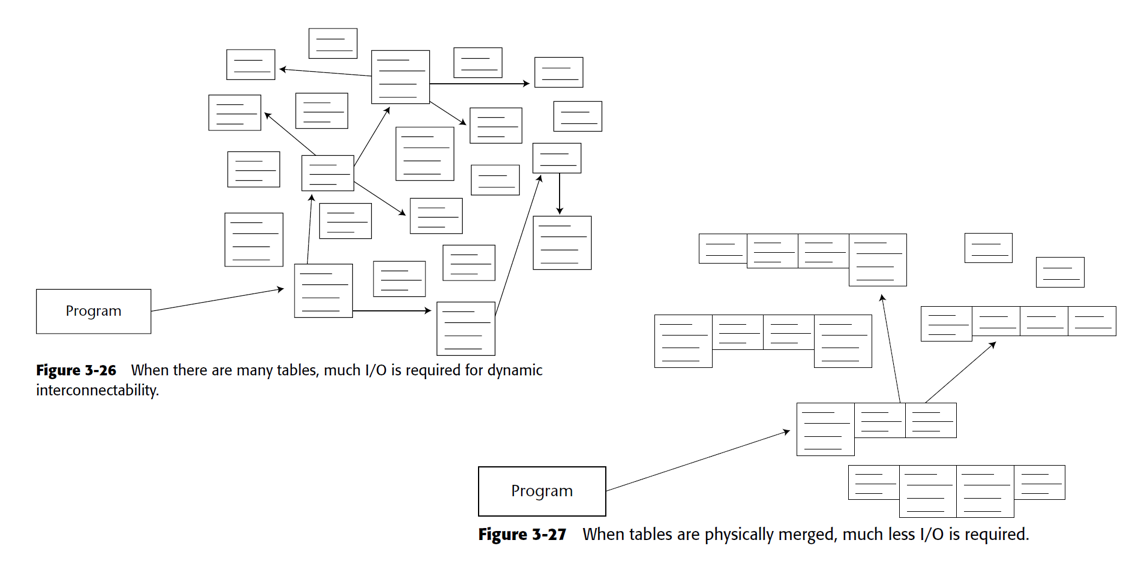 Program
Figure 3-26 When there are many tables, much I/O is required for dynamic
interconnectability.
Program
Figure 3-27 When tables are physically merged, much less I/O is required.